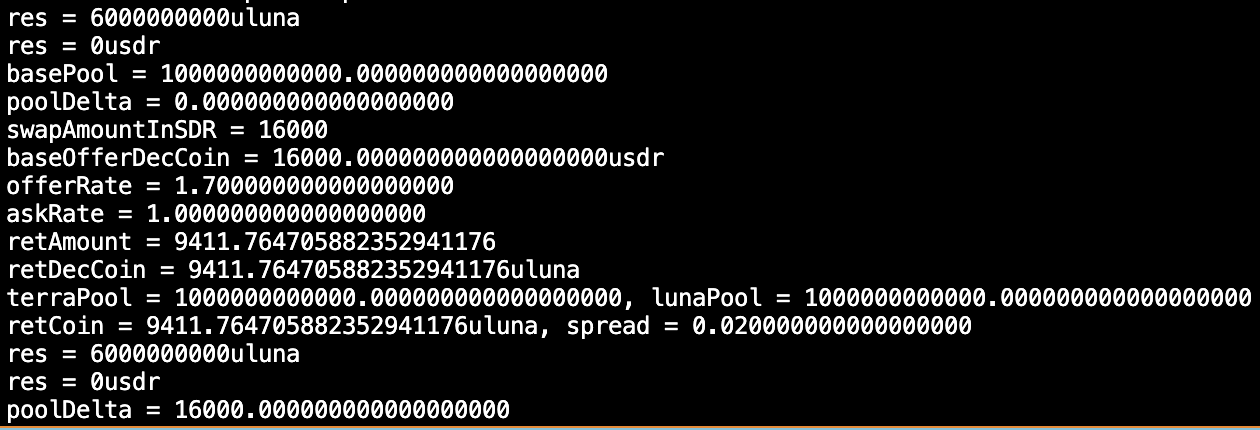 res = 6000000000uluna
res = 0usdr
basePool = 1000000000000.000000000000000000
poolDelta = 0.000000000000000000
swapAmountInSDR = 16000
baseOfferDecCoin = 16000.000000000000000000usdr
offerRate = 1.700000000000000000
askRate = 1.000000000000000000
retAmount = 9411.764705882352941176
retDecCoin = 9411.764705882352941176uluna
terraPool = 1000000000000.000000000000000000, lunaPool = 1000000000000.000000000000000000
retCoin = 9411.764705882352941176uluna, spread = 0.020000000000000000
res = 6000000000uluna
res = 0usdr
poolDelta = 16000.000000000000000000